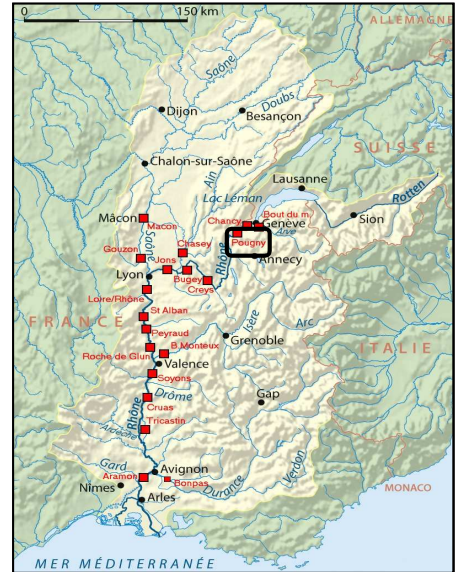 0
150 km
ALLEMAGNE
Saône
Dijon
Doubs
Besançon
SUISSE
Chalon-sur-Saône
Ain
Lausanne
Lac Léman
Rotten
Mâcon
Macon
Chancy
Bout du m.
Genève
Arve
Sion
Pougny
Saône
Gouzon
Chasey
Jons
Rhône
Annecy
Lyon
Bugey
Creys
Loire/Rhône
FRANCE
St Alban
Isère
Arc
Peyraud
Grenoble
ITALIE
Roche de Glun
B.Monteux
Valence
Soyons
Drôme
Gap
Cruas
Rhône
Tricastin
Ardèche
Gard
Avignon
Verdon
Aramon
Bonpas
Durance
Nîmes
Arles
MONACO
MER MÉDITERRANÉE